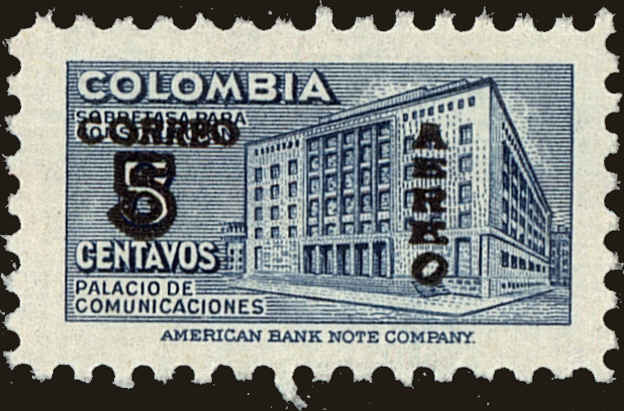 COLOMBIA
SOBRETASA PARA
CORREO
5
CENTAVOS
PALACIO DE
COMUNICACIONES
AEREO
AMERICAN BANK NOTE COMPANY.